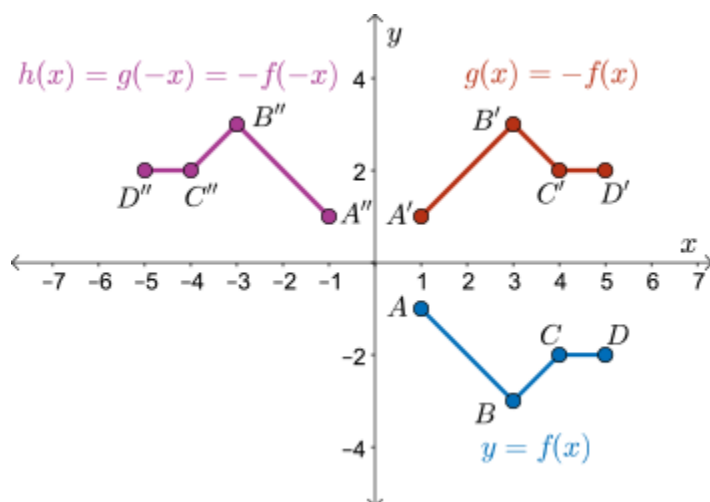 y
h(x) = g(−x) = −f(−x)
g(x) = −f(x)
4
B″
B′
D″
C″
2
C′
D′
A″
A′
x
−7 −6 −5 −4 −3 −2 −1 1 2 3 4 5 6 7
A
C
D
−2
B
y = f(x)
−4